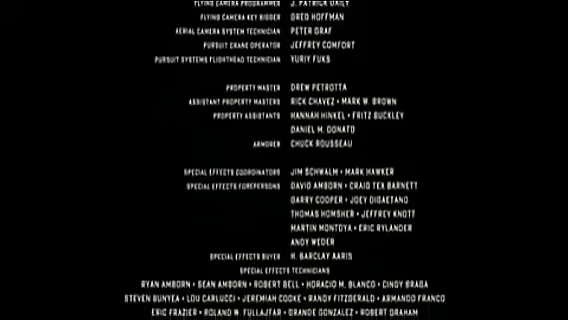 FLYING CAMERA PROGRAMMER J. PATRICK DAILY
FLYING CAMERA KEY RIGGER GREG HOFFMAN
AERIAL CAMERA SYSTEM TECHNICIAN PETER GRAF
PURSUIT CRANE OPERATOR JEFFREY COMFORT
PURSUIT SYSTEMS FLIGHTHEAD TECHNICIAN YURIY FUKS
PROPERTY MASTER DREW PETROTTA
ASSISTANT PROPERTY MASTERS RICK CHAVEZ • MARK W. BROWN
PROPERTY ASSISTANTS HANNAH HINKEL • FRITZ BUCKLEY
DANIEL M. DONATO
ARMORER CHUCK ROUSSEAU
SPECIAL EFFECTS COORDINATORS JIM SCHWALM • MARK HAWKER
SPECIAL EFFECTS FOREPERSONS DAVID AMBORN • CRAIG TEX BARNETT
GARRY COOPER • JOEY DIGAETANO
THOMAS HOMSHER • JEFFREY KNOTT
MARTIN MONTOYA • ERIC RYLANDER
ANDY WEDER
SPECIAL EFFECTS BUYER H. BARCLAY AARIS
SPECIAL EFFECTS TECHNICIANS
RYAN AMBORN • SEAN AMBORN • ROBERT BELL • HORACIO M. BLANCO • CINDY BRAGA
STEVEN BUNYEA • LOU CARLUCCI • JEREMIAH COOKE • RANDY FITZGERALD • ARMANDO FRANCO
ERIC FRAZIER • ROLAND W. FULLAJTAR • GRANDE GONZALEZ • ROBERT GRAHAM